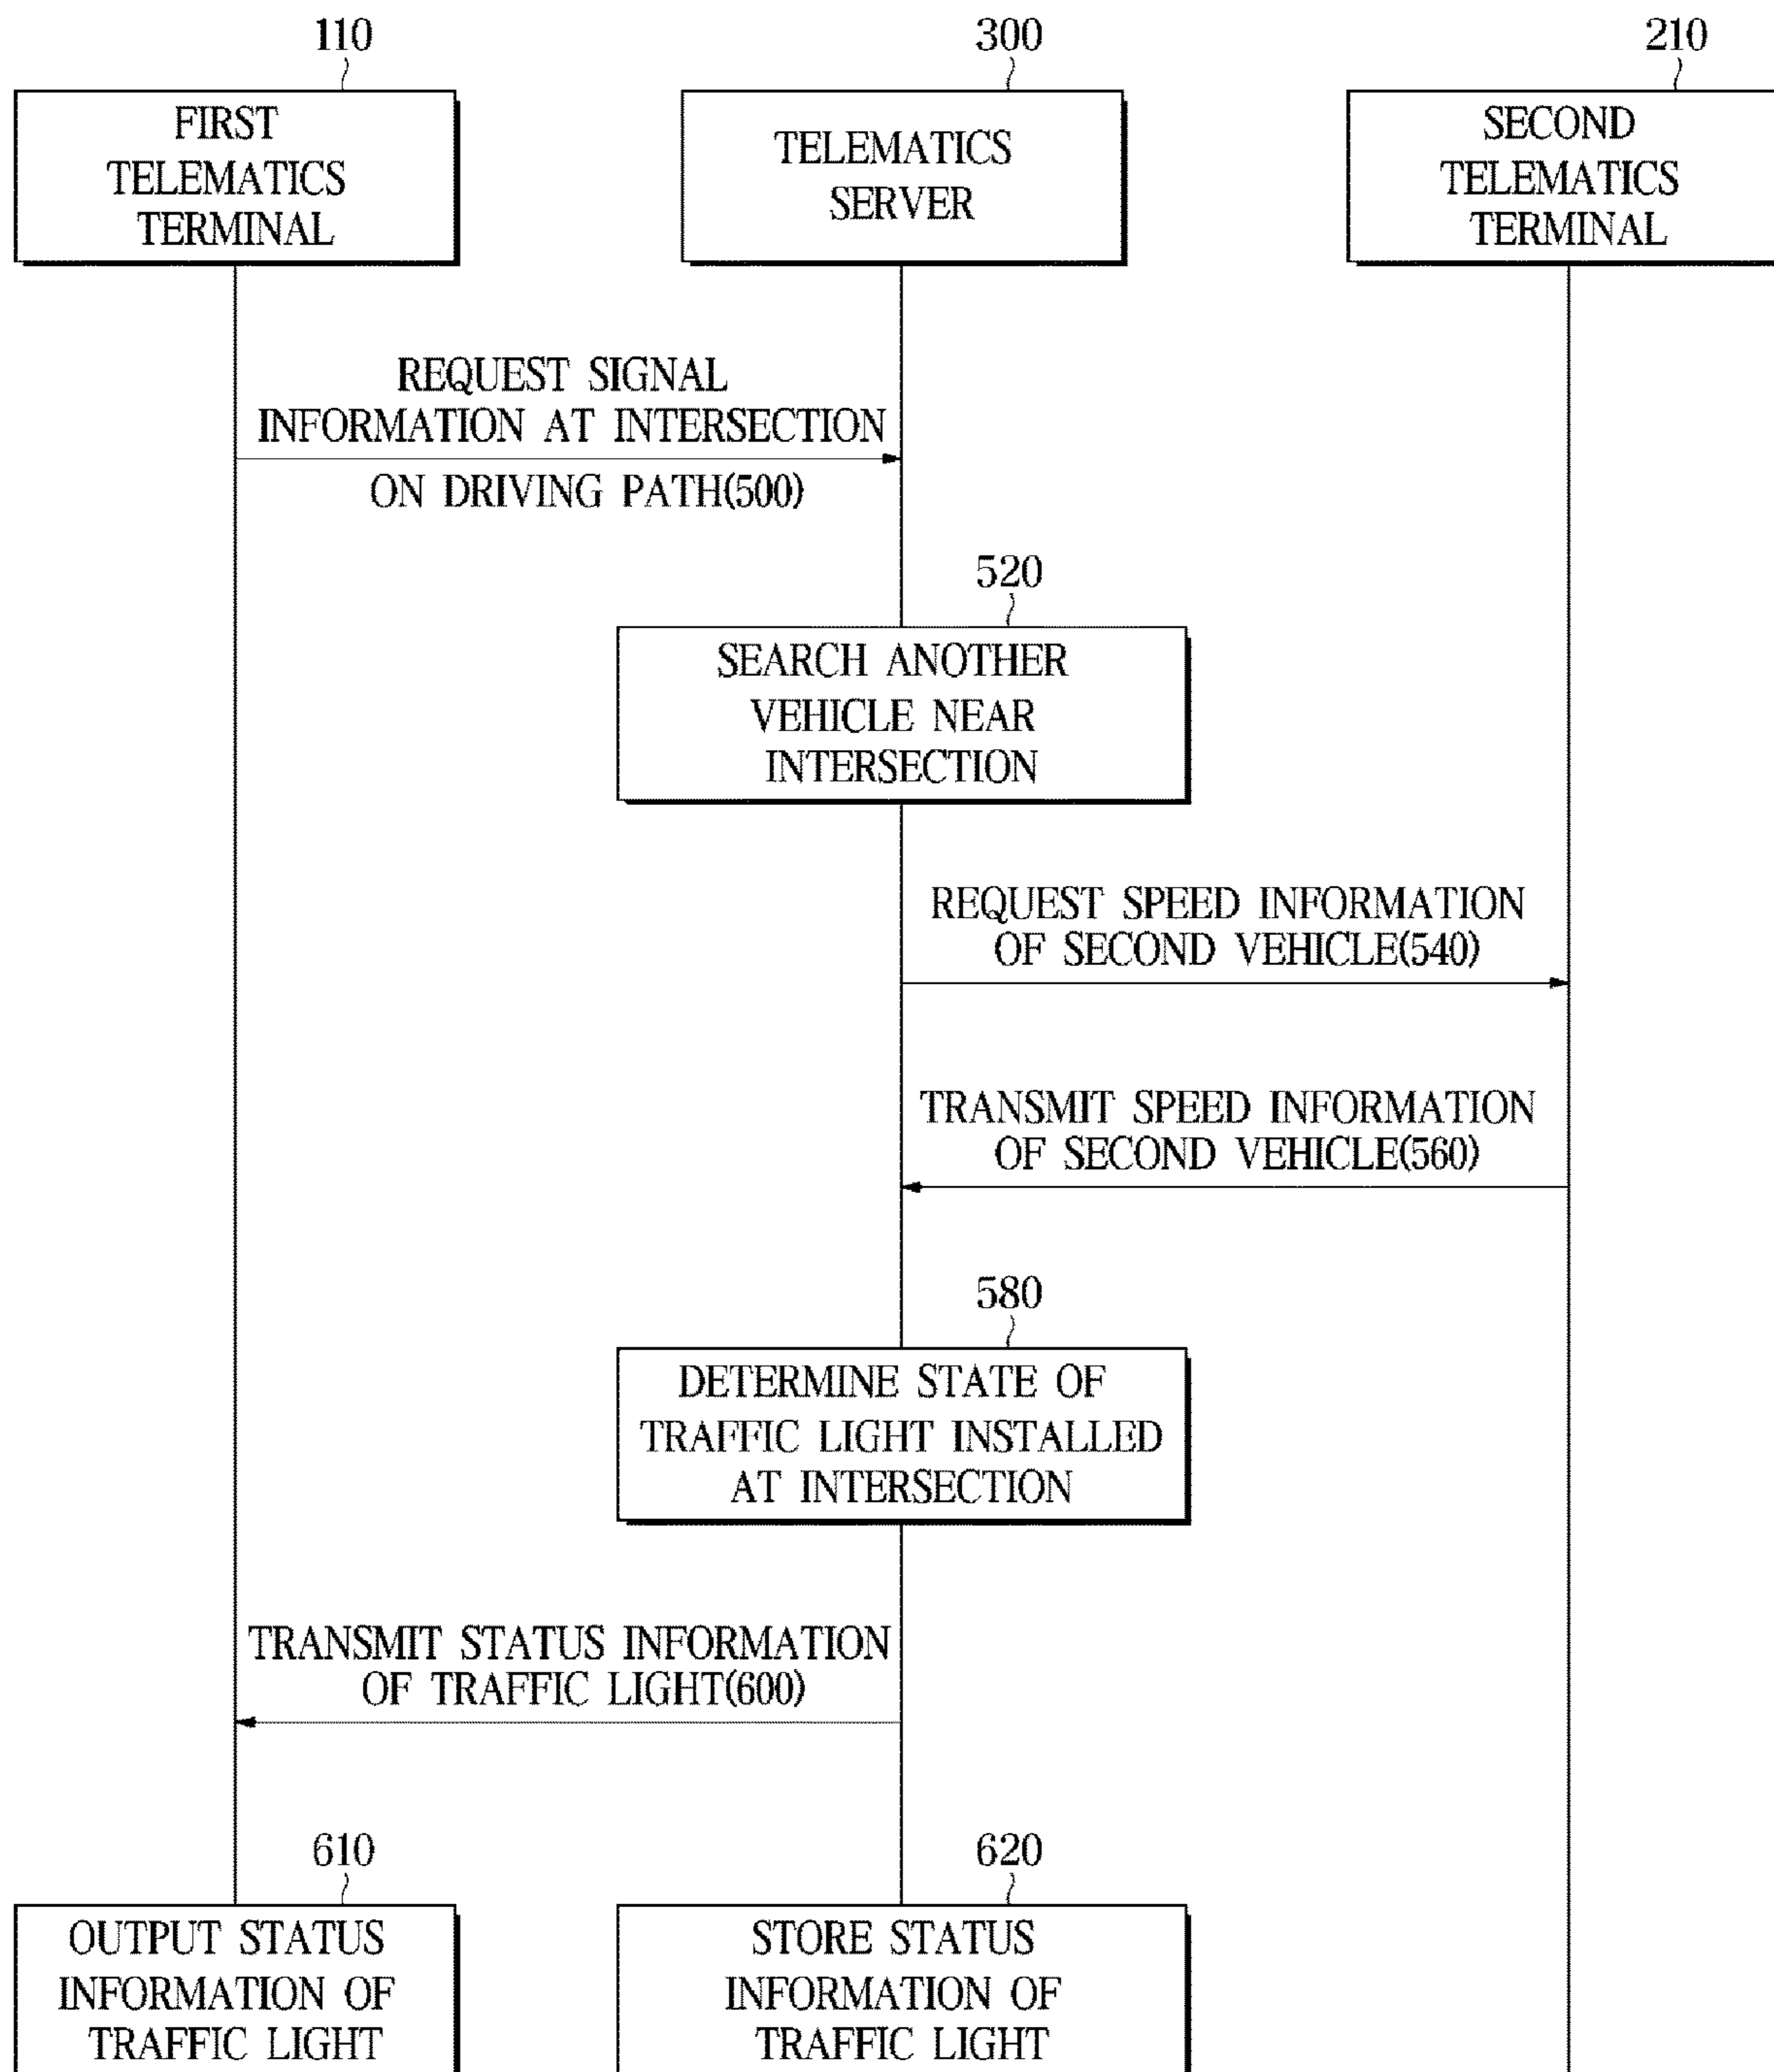 110
300
210
FIRST
TELEMATICS
TERMINAL
TELEMATICS
SERVER
SECOND
TELEMATICS
TERMINAL
REQUEST SIGNAL
INFORMATION AT INTERSECTION
ON DRIVING PATH(500)
520
SEARCH ANOTHER
VEHICLE NEAR
INTERSECTION
REQUEST SPEED INFORMATION
OF SECOND VEHICLE(540)
TRANSMIT SPEED INFORMATION
OF SECOND VEHICLE(560)
580
DETERMINE STATE OF
TRAFFIC LIGHT INSTALLED
AT INTERSECTION
TRANSMIT STATUS INFORMATION
OF TRAFFIC LIGHT(600)
610
620
OUTPUT STATUS
INFORMATION OF
TRAFFIC LIGHT
STORE STATUS
INFORMATION OF
TRAFFIC LIGHT